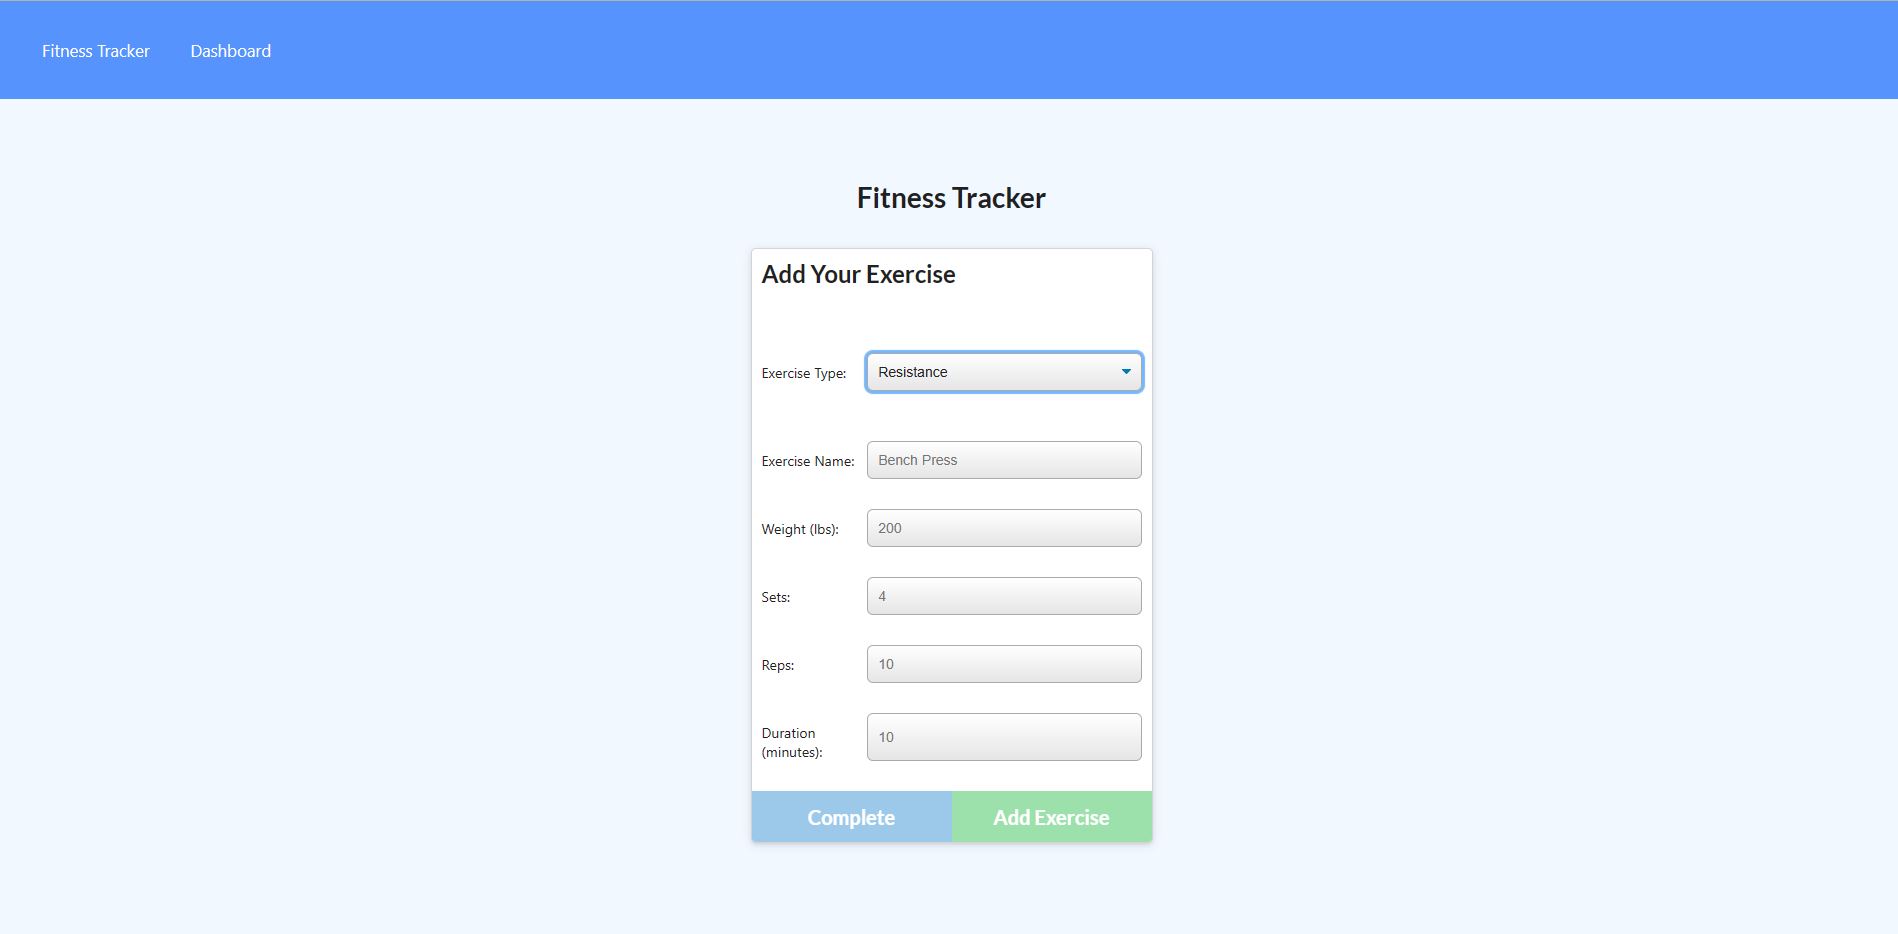 Fitness Tracker Dashboard
Fitness Tracker
Add Your Exercise
Exercise Type: Resistance
Exercise Name: Bench Press
Weight (lbs): 200
Sets: 4
Reps: 10
Duration
(minutes): 10
Complete Add Exercise